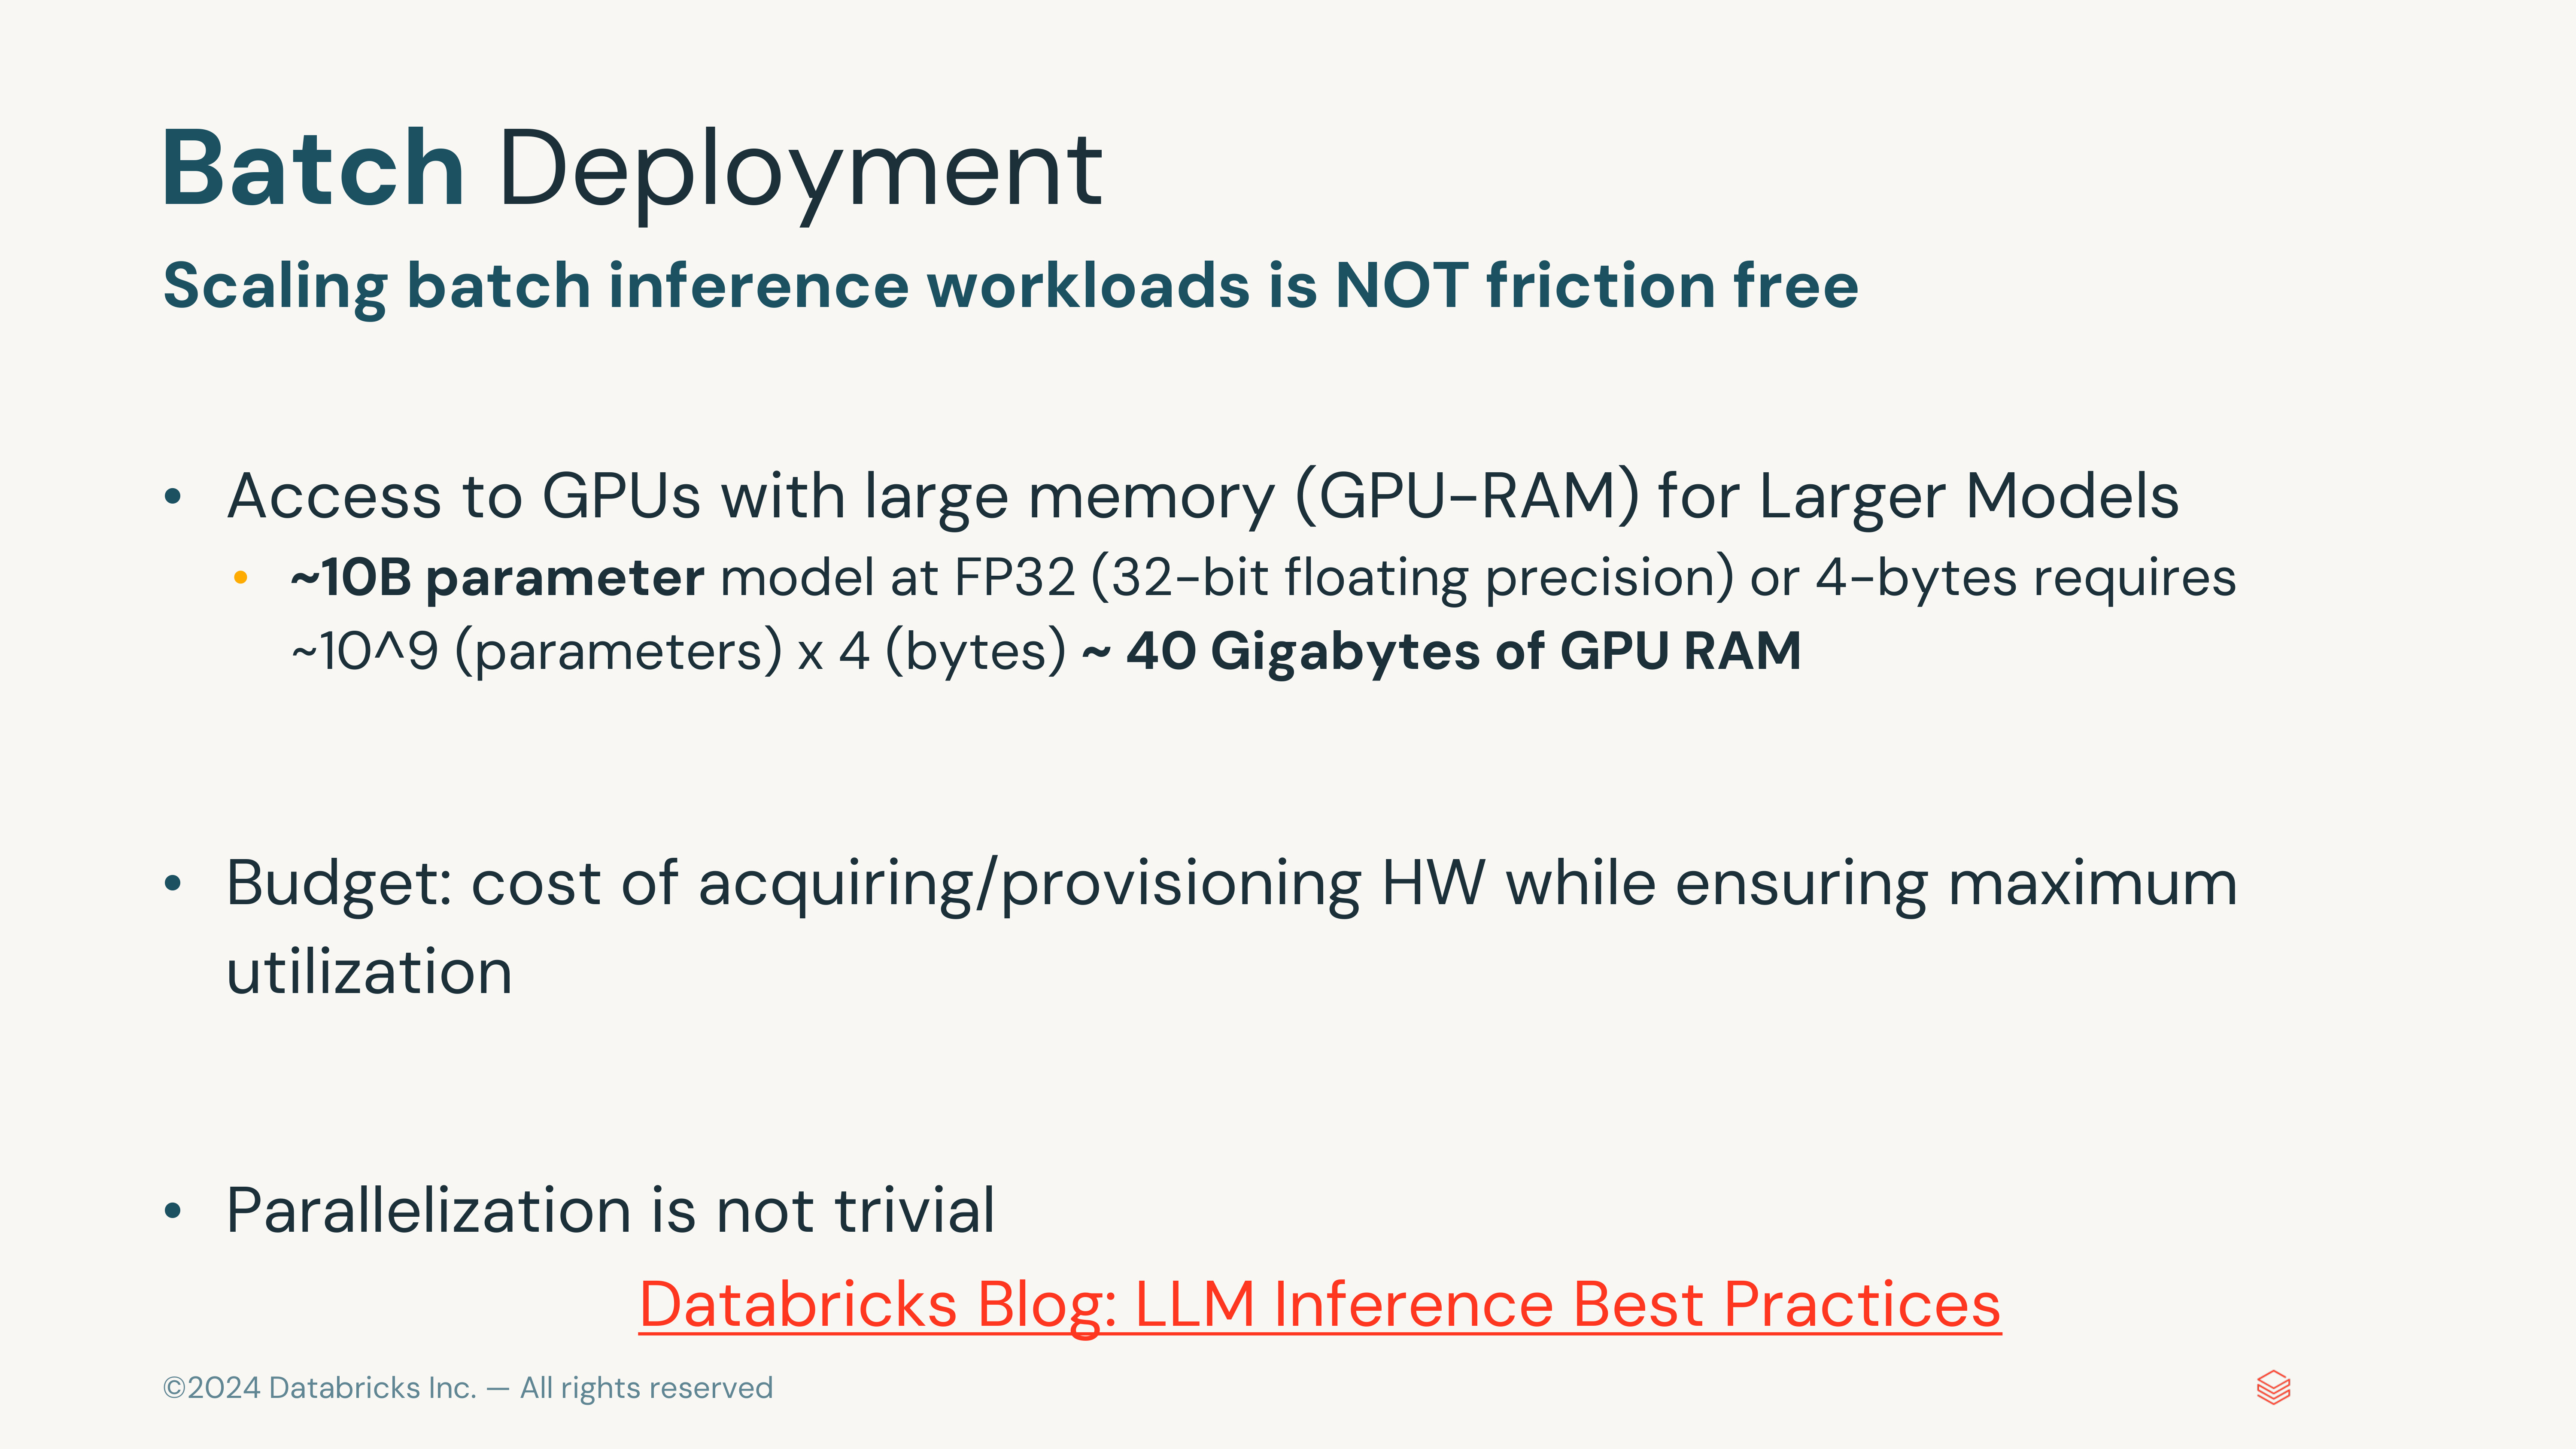 Batch Deployment
Scaling batch inference workloads is NOT friction free
• Access to GPUs with large memory (GPU-RAM) for Larger Models
• ~10B parameter model at FP32 (32-bit floating precision) or 4-bytes requires
~10^9 (parameters) x 4 (bytes) ~ 40 Gigabytes of GPU RAM
• Budget: cost of acquiring/provisioning HW while ensuring maximum
utilization
• Parallelization is not trivial
Databricks Blog: LLM Inference Best Practices
©2024 Databricks Inc. — All rights reserved